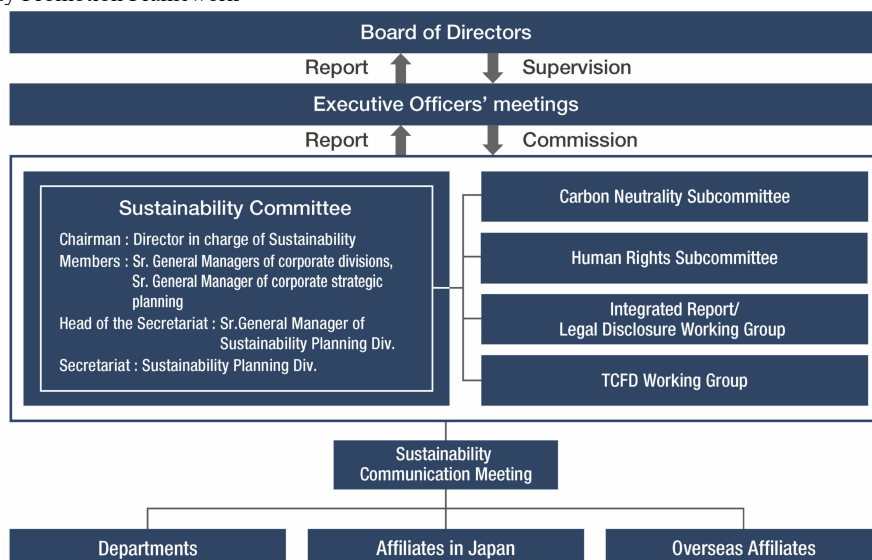 Board of Directors
Report
Supervision
Executive Officers' meetings
Report
Commission
Sustainability Committee
Chairman : Director in charge of Sustainability
Members : Sr. General Managers of corporate divisions,
Sr. General Manager of corporate strategic
planning
Head of the Secretariat : Sr.General Manager of
Sustainability Planning Div.
Secretariat : Sustainability Planning Div.
Carbon Neutrality Subcommittee
Human Rights Subcommittee
Integrated Report/
Legal Disclosure Working Group
TCFD Working Group
Sustainability
Communication Meeting
Departments
Affiliates in Japan
Overseas Affiliates